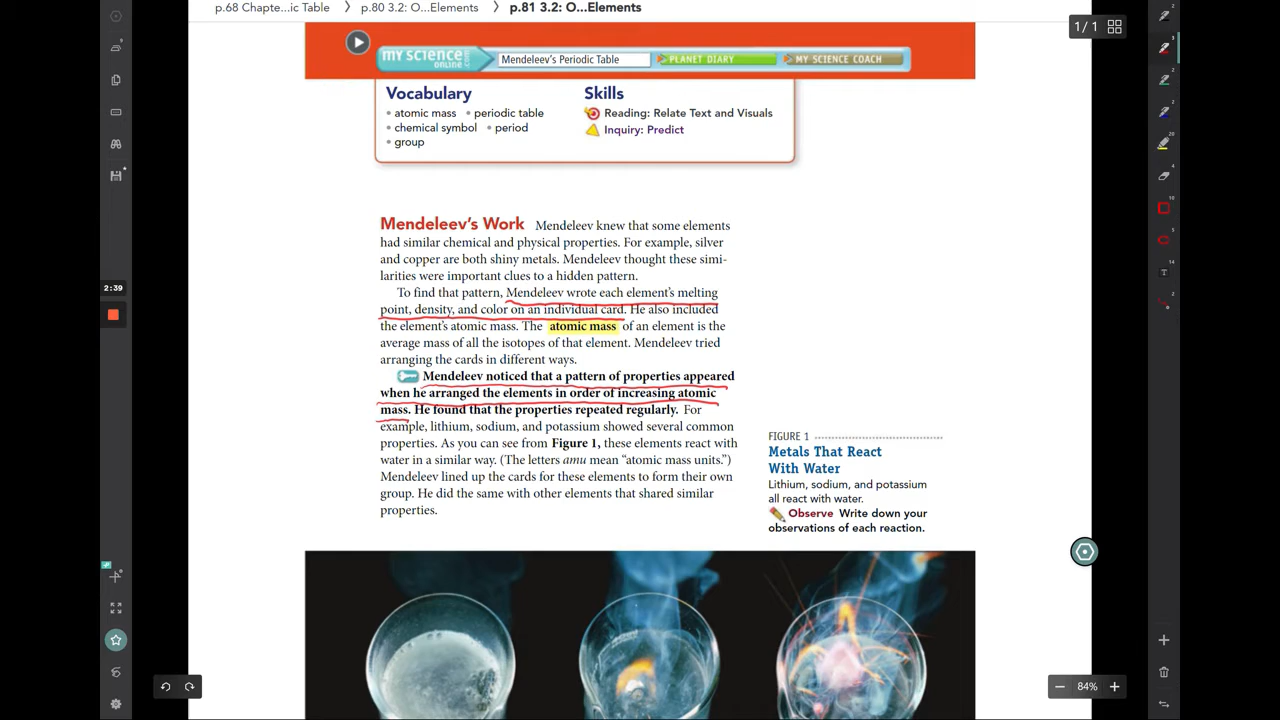 p.68 Chapte...ic Table
p.80 3.2: O...Elements
p.81 3.2: O...Elements
1/1
my science
ONLINE.com
Mendeleev's Periodic Table
PLANET DIARY
MY SCIENCE COACH
Vocabulary
• atomic mass • periodic table
• chemical symbol • period
• group
Skills
Reading: Relate Text and Visuals
Inquiry: Predict
Mendeleev's Work Mendeleev knew that some elements
had similar chemical and physical properties. For example, silver
and copper are both shiny metals. Mendeleev thought these simi-
larities were important clues to a hidden pattern.
To find that pattern, Mendeleev wrote each element's melting
point, density, and color on an individual card. He also included
the element's atomic mass. The atomic mass of an element is the
average mass of all the isotopes of that element. Mendeleev tried
arranging the cards in different ways.
Mendeleev noticed that a pattern of properties appeared
when he arranged the elements in order of increasing atomic
mass. He found that the properties repeated regularly. For
example, lithium, sodium, and potassium showed several common
properties. As you can see from Figure 1, these elements react with
water in a similar way. (The letters amu mean "atomic mass units.")
Mendeleev lined up the cards for these elements to form their own
group. He did the same with other elements that shared similar
properties.
FIGURE 1
Metals That React
With Water
Lithium, sodium, and potassium
all react with water.
Observe Write down your
observations of each reaction.
2:39
84%